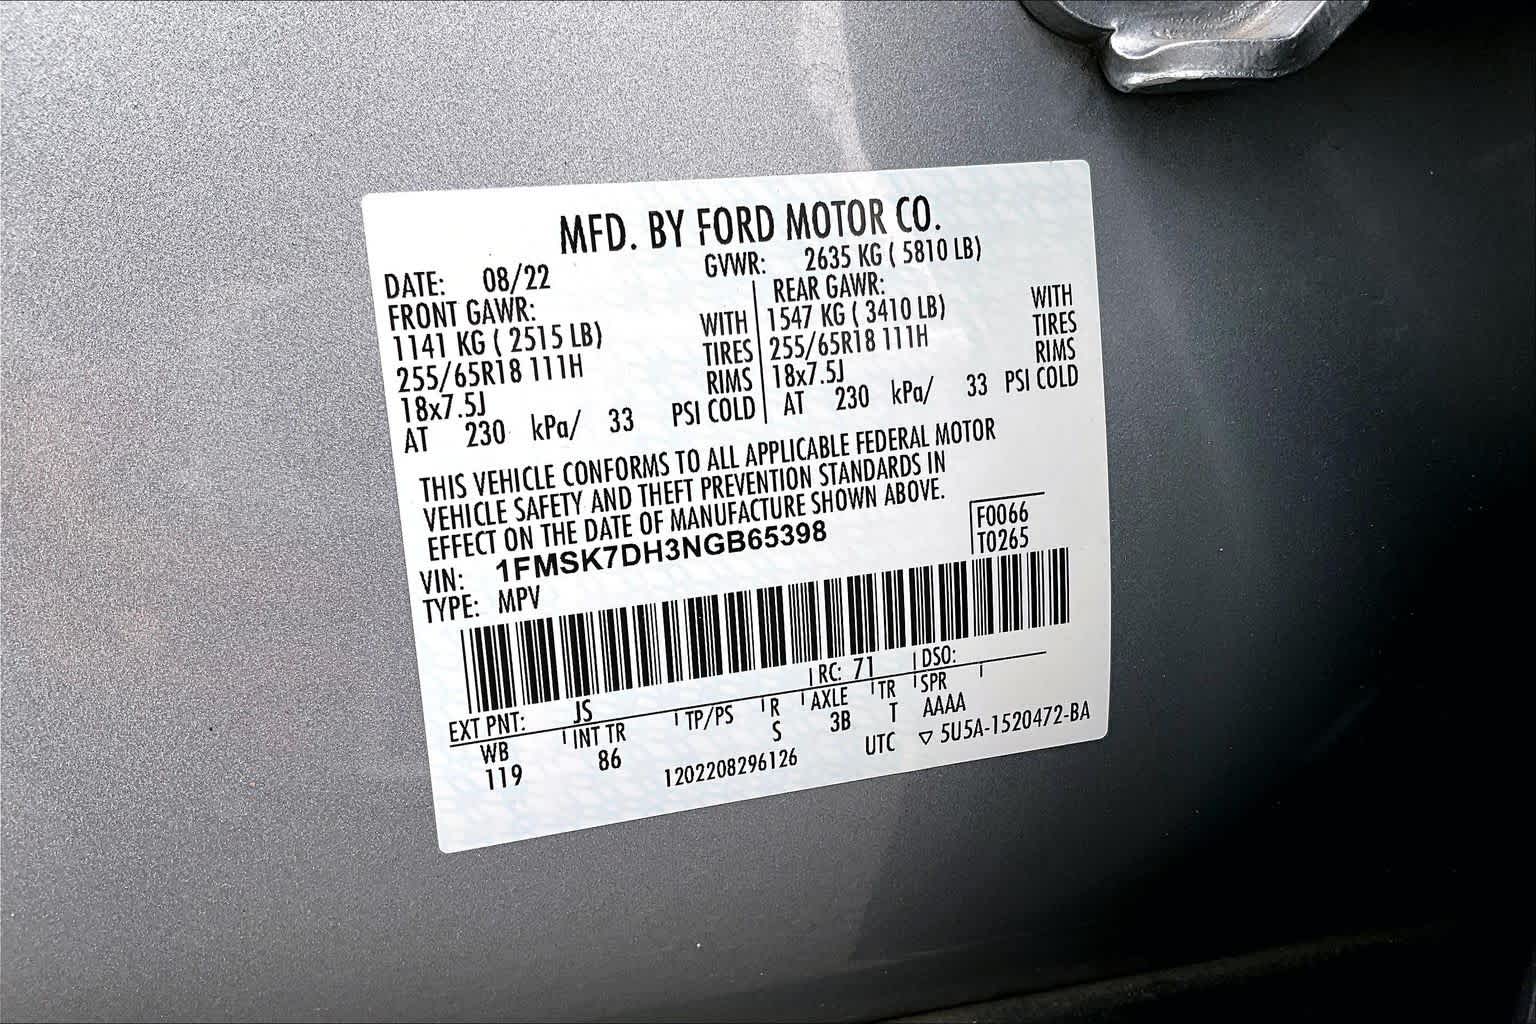 MFD. BY FORD MOTOR CO.
DATE: 08/22 GVWR: 2635 KG ( 5810 LB)
FRONT GAWR: REAR GAWR:
1141 KG ( 2515 LB) WITH 1547 KG ( 3410 LB) WITH
255/65R18 111H TIRES 255/65R18 111H TIRES
18x7.5J RIMS 18x7.5J RIMS
AT 230 kPa/ 33 PSI COLD AT 230 kPa/ 33 PSI COLD
THIS VEHICLE CONFORMS TO ALL APPLICABLE FEDERAL MOTOR
VEHICLE SAFETY AND THEFT PREVENTION STANDARDS IN
EFFECT ON THE DATE OF MANUFACTURE SHOWN ABOVE.
VIN: 1FMSK7DH3NGB65398 F0066
TYPE: MPV T0265
EXT PNT: JS RC: 71 DSO:
WB INT TR TP/PS R AXLE TR SPR
119 86 S 3B T AAAA
1202208296126 UTC ▽ 5U5A-1520472-BA